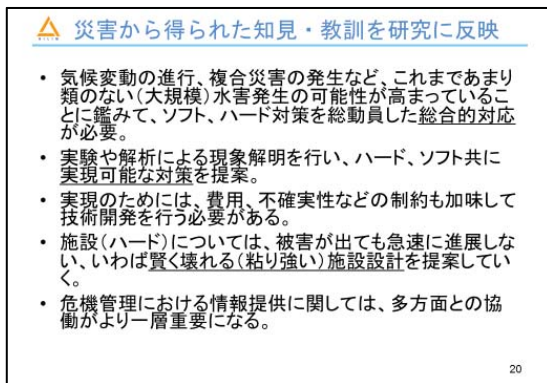 災害から得られた知見・教訓を研究に反映
• 気候変動の進行、複合災害の発生など、これまであまり
類のない（大規模）水害発生の可能性が高まっているこ
とに鑑みて、ソフト、ハード対策を総動員した総合的対応
が必要。
• 実験や解析による現象解明を行い、ハード、ソフト共に
実現可能な対策を提案。
• 実現のためには、費用、不確実性などの制約も加味して
技術開発を行う必要がある。
• 施設（ハード）については、被害が出ても急速に進展しな
い、いわば賢く壊れる（粘り強い）施設設計を提案してい
く。
• 危機管理における情報提供に関しては、多方面との協
働がより一層重要になる。
20